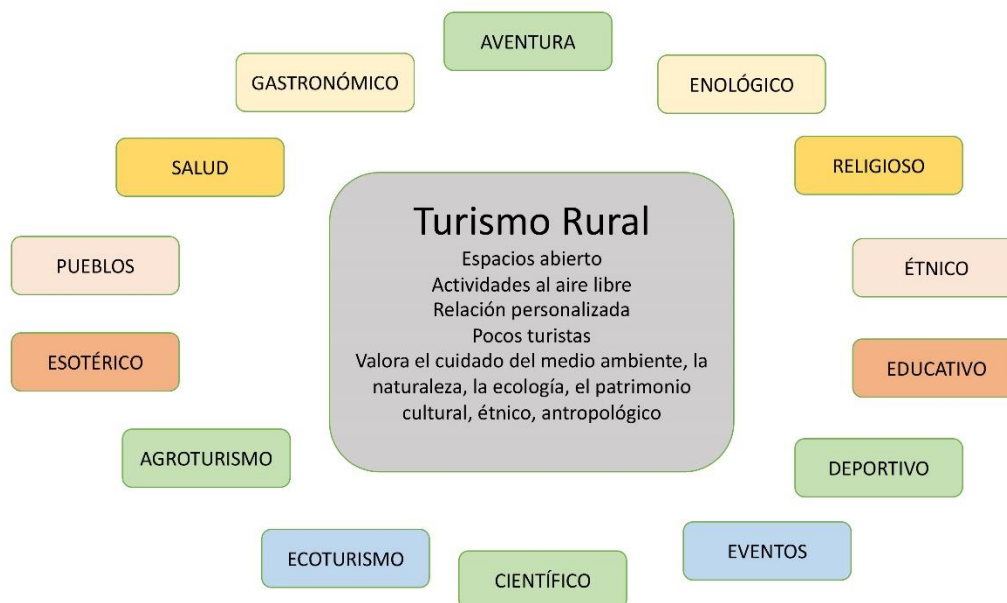 AVENTURA
GASTRONÓMICO
ENOLÓGICO
SALUD
RELIGIOSO
Turismo Rural
Espacios abierto
Actividades al aire libre
Relación personalizada
Pocos turistas
Valora el cuidado del medio ambiente, la
naturaleza, la ecología, el patrimonio
cultural, étnico, antropológico
PUEBLOS
ÉTNICO
ESOTÉRICO
EDUCATIVO
AGROTURISMO
DEPORTIVO
ECOTURISMO
EVENTOS
CIENTÍFICO